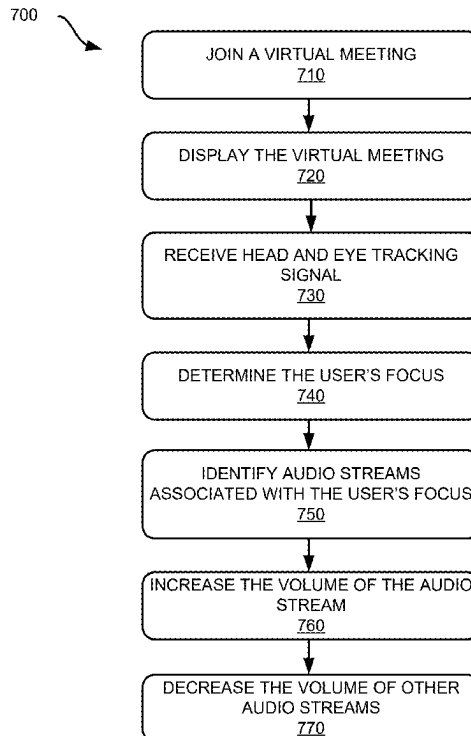 700
JOIN A VIRTUAL MEETING
710
DISPLAY THE VIRTUAL MEETING
720
RECEIVE HEAD AND EYE TRACKING
SIGNAL
730
DETERMINE THE USER'S FOCUS
740
IDENTIFY AUDIO STREAMS
ASSOCIATED WITH THE USER'S FOCUS
750
INCREASE THE VOLUME OF THE AUDIO
STREAM
760
DECREASE THE VOLUME OF OTHER
AUDIO STREAMS
770